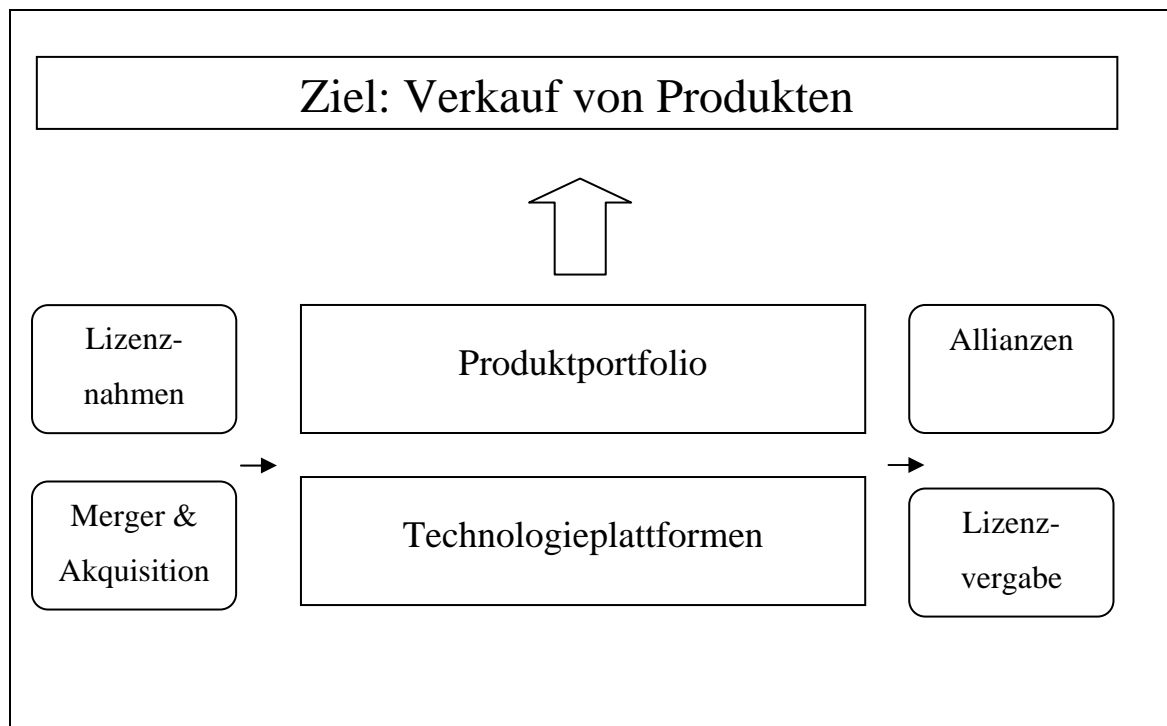 Ziel: Verkauf von Produkten
Lizenz-
nahmen
Produktportfolio
Allianzen
Merger &
Akquisition
Technologieplattformen
Lizenz-
vergabe